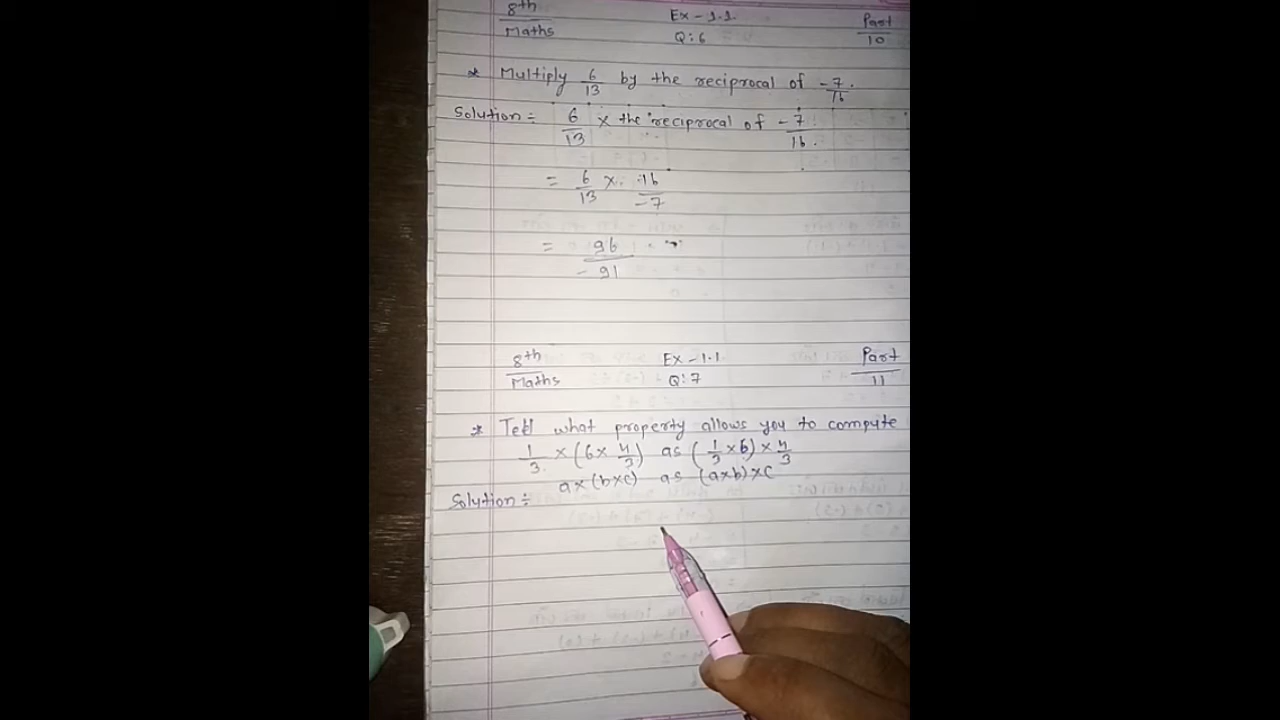 8th Maths Ex-1.1 Q:6 Part 10
* Multiply 6/13 by the reciprocal of -7/16.
Solution÷ 6/13 × the reciprocal of -7/16.
= 6/13 × 16/-7
= 96/-91
8th Maths Ex-1.1 Q:7 Part 11
* Tell what property allows you to compute
1/3 × (6 × 4/3) as (1/3 × 6) × 4/3
a×(b×c) as (a×b)×c
Solution÷